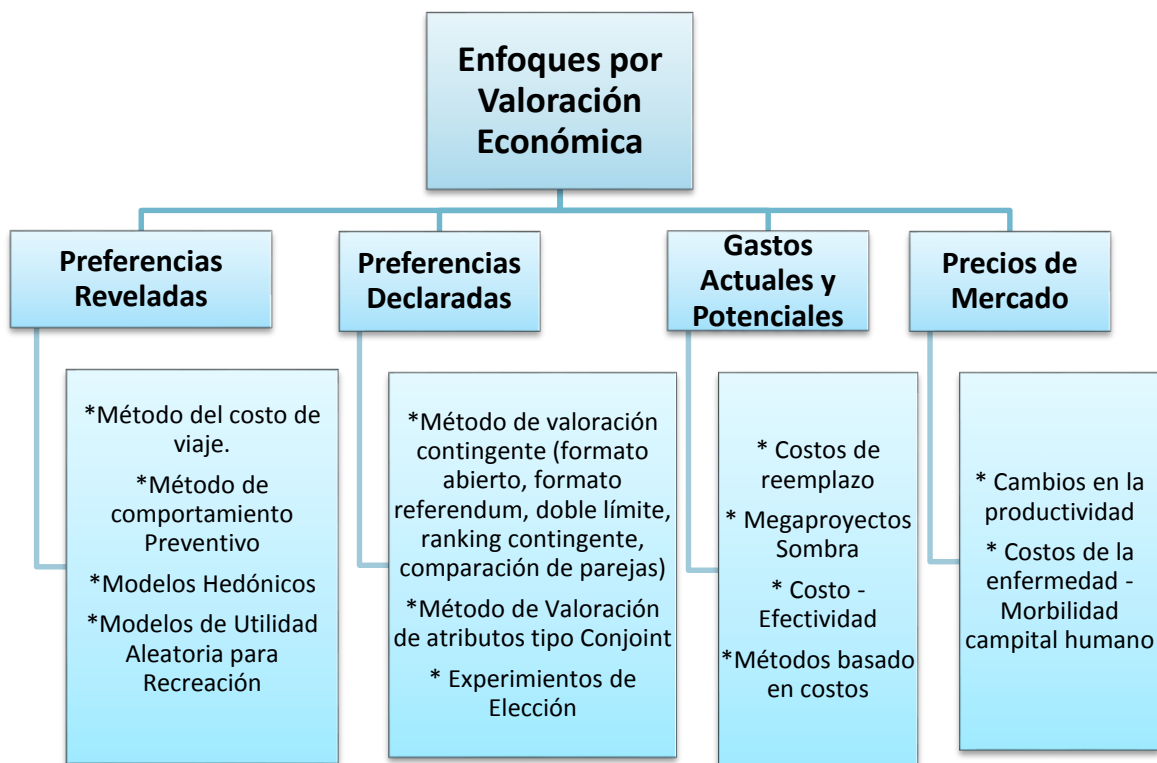 Enfoques por
Valoración
Económica
Preferencias
Reveladas
Preferencias
Declaradas
Gastos
Actuales y
Potenciales
Precios de
Mercado
*Método del costo de
viaje.
*Método de
comportamiento
Preventivo
*Modelos Hedónicos
*Modelos de Utilidad
Aleatoria para
Recreación
*Método de valoración
contingente (formato
abierto, formato
referendum, doble límite,
ranking contingente,
comparación de parejas)
*Método de Valoración
de atributos tipo Conjoint
* Experimientos de
Elección
* Costos de
reemplazo
* Megaproyectos
Sombra
* Costo -
Efectividad
*Métodos basado
en costos
* Cambios en la
productividad
* Costos de la
enfermedad -
Morbilidad
campital humano